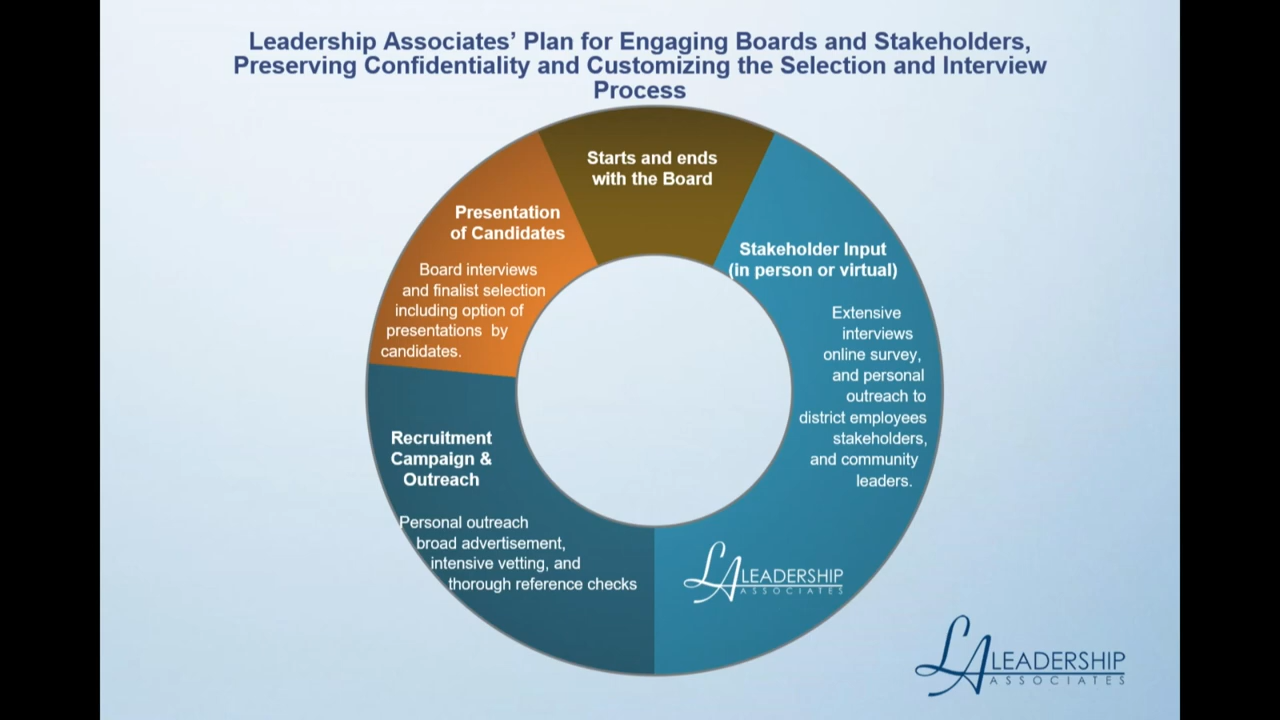 Leadership Associates’ Plan for Engaging Boards and Stakeholders,
Preserving Confidentiality and Customizing the Selection and Interview
Process
Starts and ends
with the Board
Stakeholder Input
(in person or virtual)
Extensive
interviews
online survey,
and personal
outreach to
district employees
stakeholders,
and community
leaders.
Recruitment
Campaign &
Outreach
Personal outreach
broad advertisement,
intensive vetting, and
thorough reference checks
Presentation
of Candidates
Board interviews
and finalist selection
including option of
presentations by
candidates.
LA LEADERSHIP
ASSOCIATES
LA LEADERSHIP
ASSOCIATES